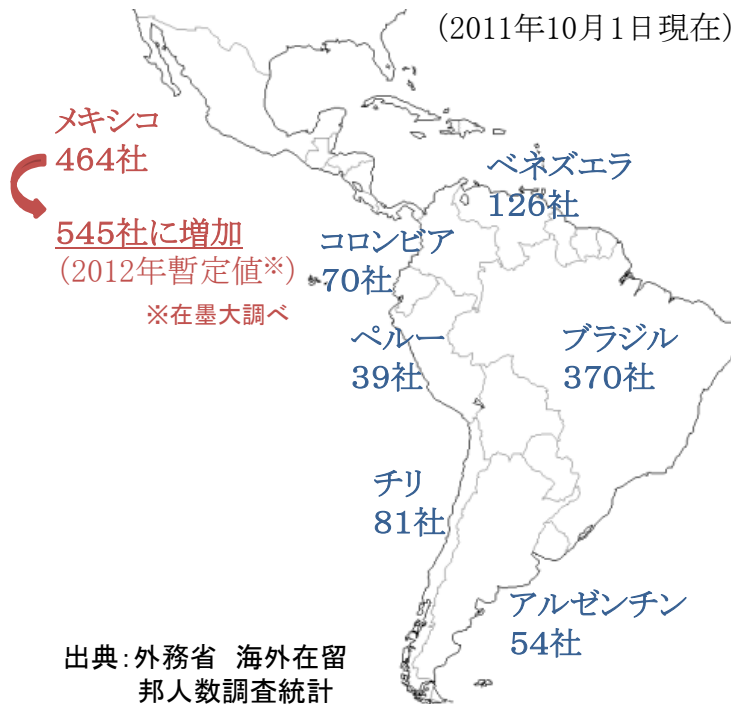 (2011年10月1日現在)
メキシコ
464社
545社に増加
(2012年暫定値※)
※在墨大調べ
ベネズエラ
126社
コロンビア
70社
ペルー
39社
ブラジル
370社
チリ
81社
アルゼンチン
54社
出典:外務省 海外在留
邦人数調査統計